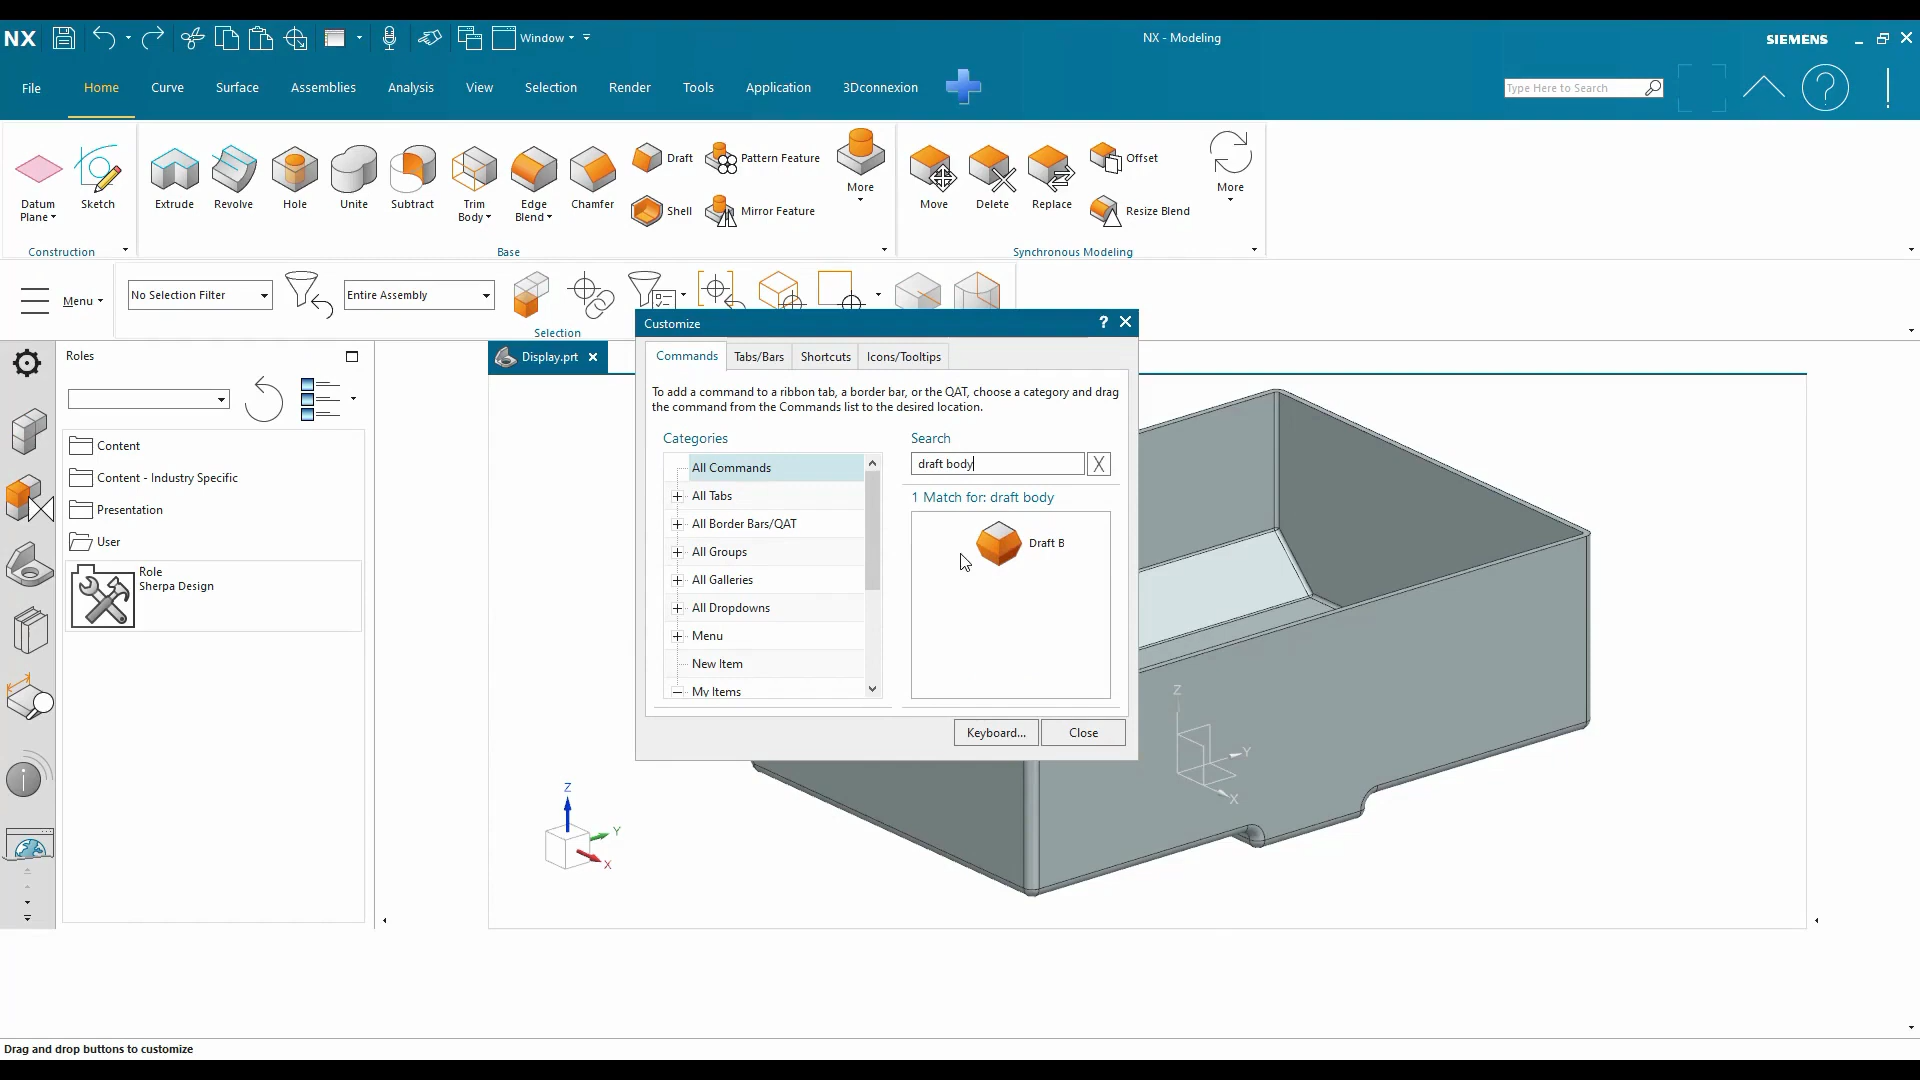 NX
Window
NX - Modeling
SIEMENS
File
Home
Curve
Surface
Assemblies
Analysis
View
Selection
Render
Tools
Application
3Dconnexion
Type Here to Search
Datum Plane
Sketch
Extrude
Revolve
Hole
Unite
Subtract
Trim Body
Edge Blend
Chamfer
Draft
Shell
Pattern Feature
Mirror Feature
More
Move
Delete
Replace
Offset
Resize Blend
More
Construction
Base
Synchronous Modeling
Menu
No Selection Filter
Entire Assembly
Selection
Roles
Content
Content - Industry Specific
Presentation
User
Role
Sherpa Design
Display.prt
Customize
Commands
Tabs/Bars
Shortcuts
Icons/Tooltips
To add a command to a ribbon tab, a border bar, or the QAT, choose a category and drag
the command from the Commands list to the desired location.
Categories
All Commands
All Tabs
All Border Bars/QAT
All Groups
All Galleries
All Dropdowns
Menu
New Item
My Items
Search
draft body
X
1 Match for: draft body
Draft B
Keyboard...
Close
Z
Y
X
Z
Y
X
Drag and drop buttons to customize